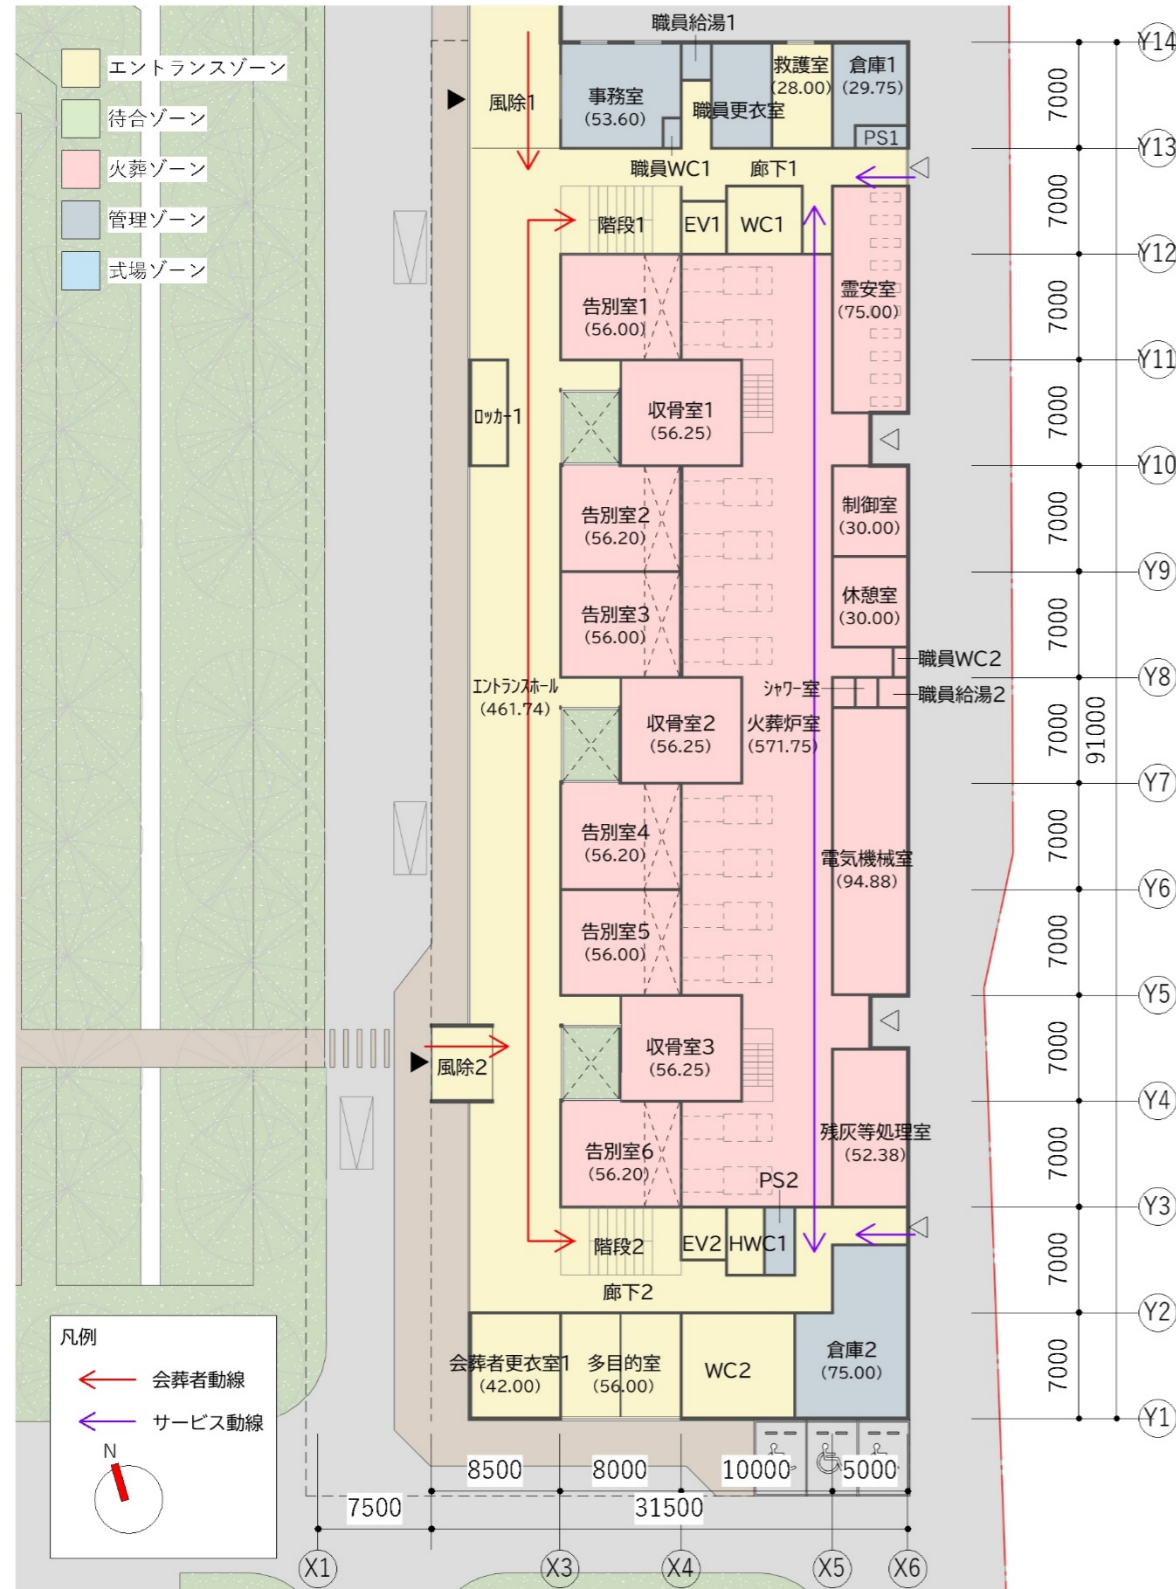 エントランスゾーン
待合ゾーン
火葬ゾーン
管理ゾーン
式場ゾーン
職員給湯1
風除1
事務室
(53.60)
職員更衣室
救護室
(28.00)
倉庫1
(29.75)
PS1
職員WC1
廊下1
階段1
EV1
WC1
告別室1
(56.00)
霊安室
(75.00)
ロッカー1
収骨室1
(56.25)
告別室2
(56.20)
制御室
(30.00)
告別室3
(56.00)
休憩室
(30.00)
職員WC2
シャワー室
職員給湯2
エントランスホール
(461.74)
収骨室2
(56.25)
火葬炉室
(571.75)
告別室4
(56.20)
電気機械室
(94.88)
告別室5
(56.00)
収骨室3
(56.25)
風除2
告別室6
(56.20)
残灰等処理室
(52.38)
PS2
階段2
EV2
HWC1
廊下2
会葬者更衣室1
(42.00)
多目的室
(56.00)
WC2
倉庫2
(75.00)
凡例
会葬者動線
サービス動線
N
Y14
7000
Y13
7000
Y12
7000
Y11
7000
Y10
7000
Y9
7000
Y8
7000
91000
Y7
7000
Y6
7000
Y5
7000
Y4
7000
Y3
7000
Y2
7000
Y1
8500
8000
10000
5000
7500
31500
X1
X3
X4
X5
X6